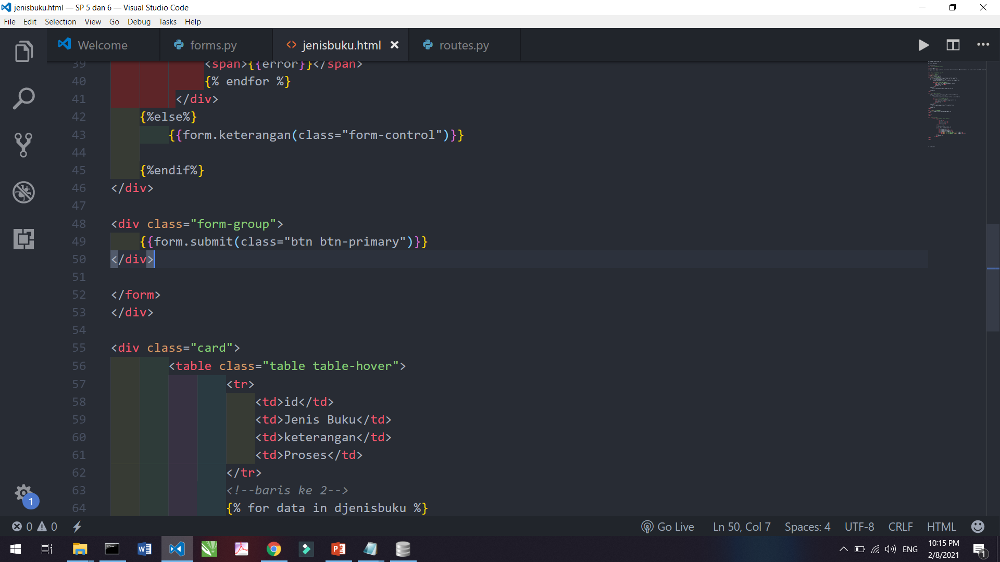 jenisbuku.html — SP 5 dan 6 — Visual Studio Code
File Edit Selection View Go Debug Tasks Help
Welcome forms.py jenisbuku.html routes.py
39 <span>{{error}}</span>
40 {% endfor %}
41 </div>
42 {%else%}
43 {{form.keterangan(class="form-control")}}
44
45 {%endif%}
46 </div>
47
48 <div class="form-group">
49 {{form.submit(class="btn btn-primary")}}
50 </div>
51
52 </form>
53 </div>
54
55 <div class="card">
56 <table class="table table-hover">
57 <tr>
58 <td>id</td>
59 <td>Jenis Buku</td>
60 <td>keterangan</td>
61 <td>Proses</td>
62 </tr>
63 <!--baris ke 2-->
64 {% for data in djenisbuku %}
1
0 0 Go Live Ln 50, Col 7 Spaces: 4 UTF-8 CRLF HTML
ENG 10:15 PM
2/8/2021
1